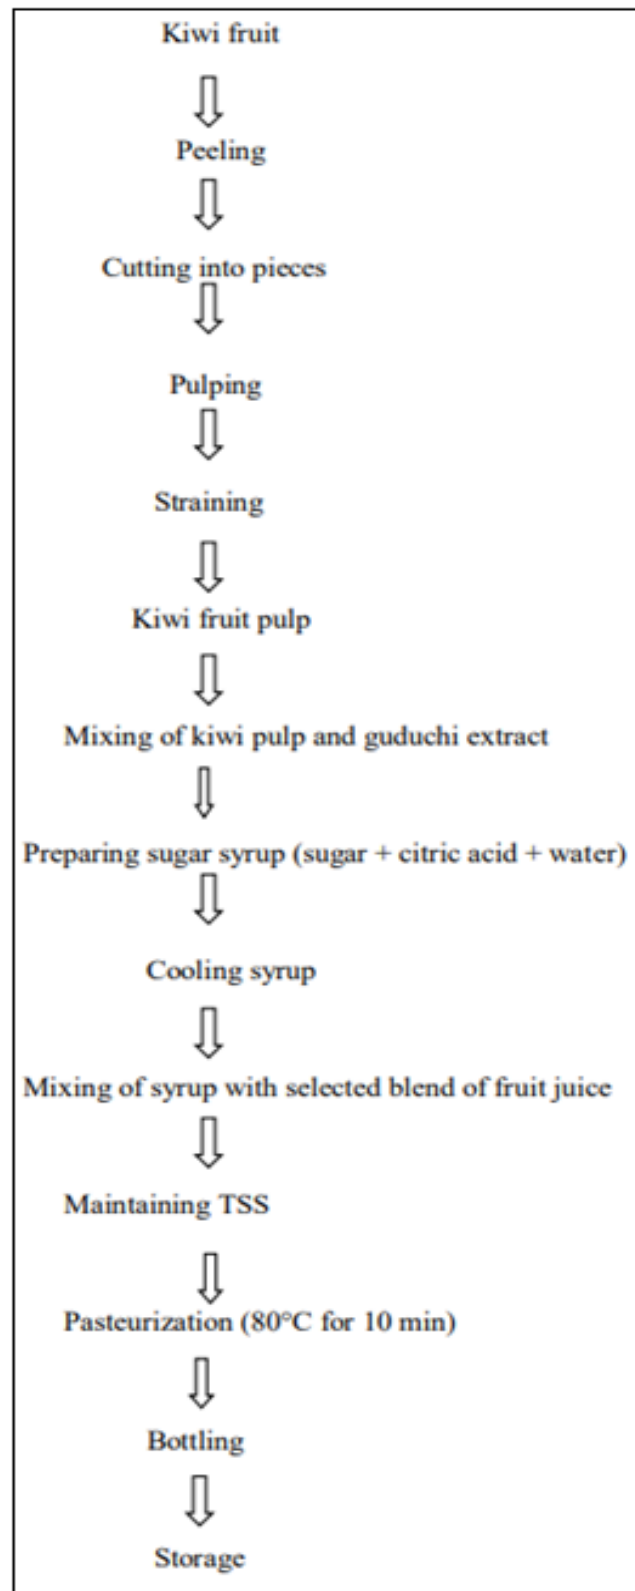 Kiwi fruit
Peeling
Cutting into pieces
Pulping
Straining
Kiwi fruit pulp
Mixing of kiwi pulp and guduchi extract
Preparing sugar syrup (sugar + citric acid + water)
Cooling syrup
Mixing of syrup with selected blend of fruit juice
Maintaining TSS
Pasteurization (80°C for 10 min)
Bottling
Storage